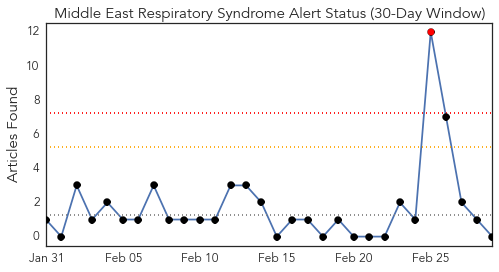 Middle East Respiratory Syndrome Alert Status (30-Day Window)
Articles Found
12
10
8
6
4
2
0
Jan 31 Feb 05 Feb 10 Feb 15 Feb 20 Feb 25